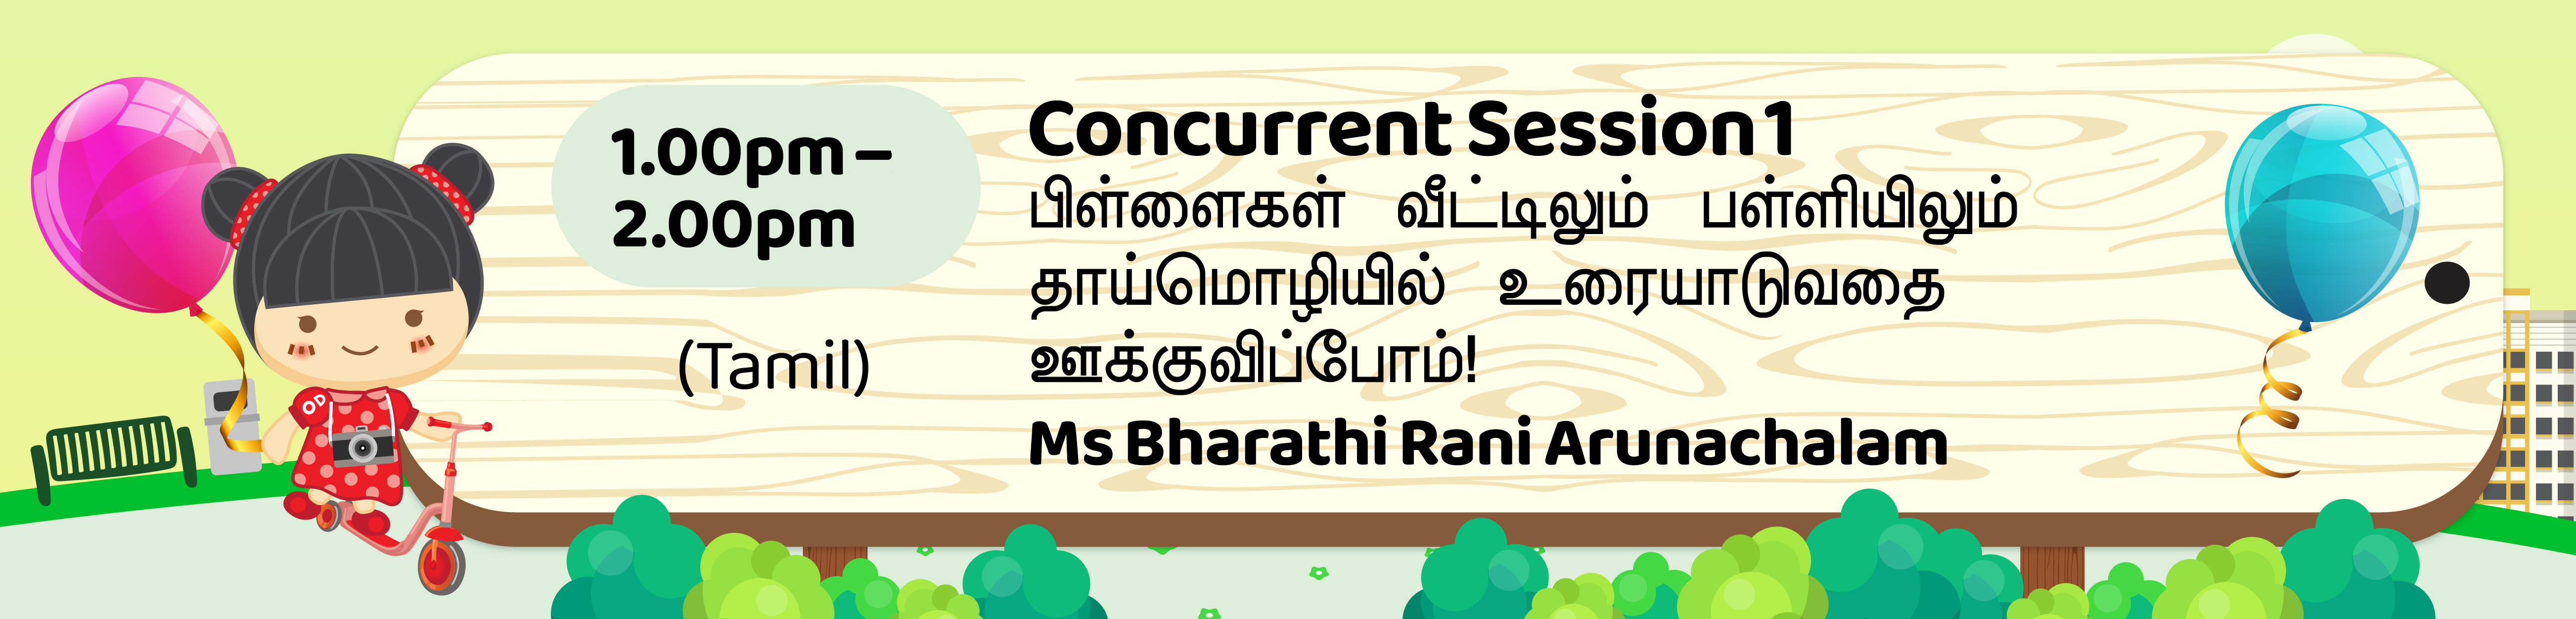 1.00pm –
2.00pm
(Tamil)
Concurrent Session 1
பிள்ளைகள் வீட்டிலும் பள்ளியிலும்
தாய்மொழியில் உரையாடுவதை
ஊக்குவிப்போம்!
Ms Bharathi Rani Arunachalam
OD